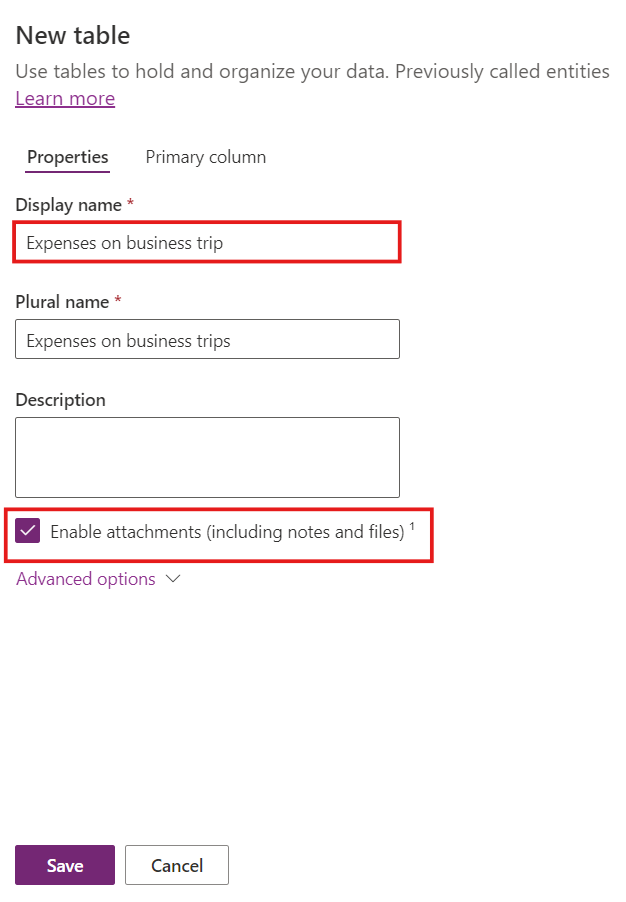 New table
Use tables to hold and organize your data. Previously called entities
Learn more
Properties Primary column
Display name *
Expenses on business trip
Plural name *
Expenses on business trips
Description
Enable attachments (including notes and files) ¹
Advanced options
Save Cancel